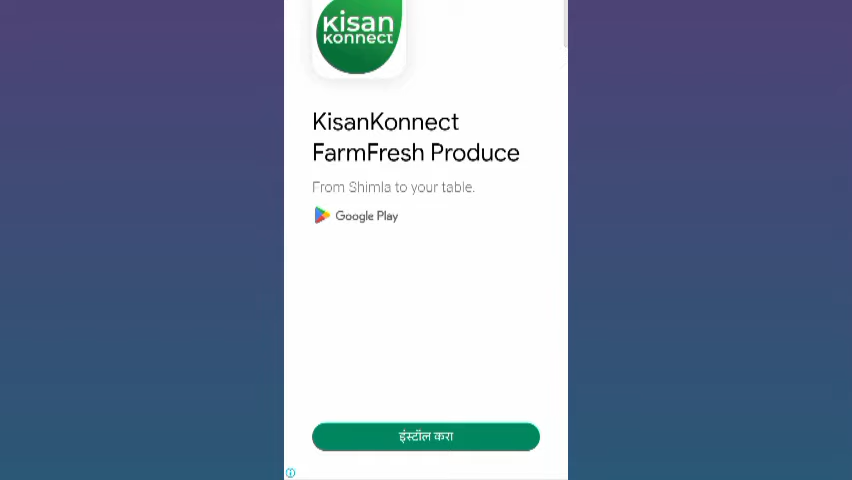 kisan
konnect
KisanKonnect
FarmFresh Produce
From Shimla to your table.
Google Play
इंस्टॉल करा